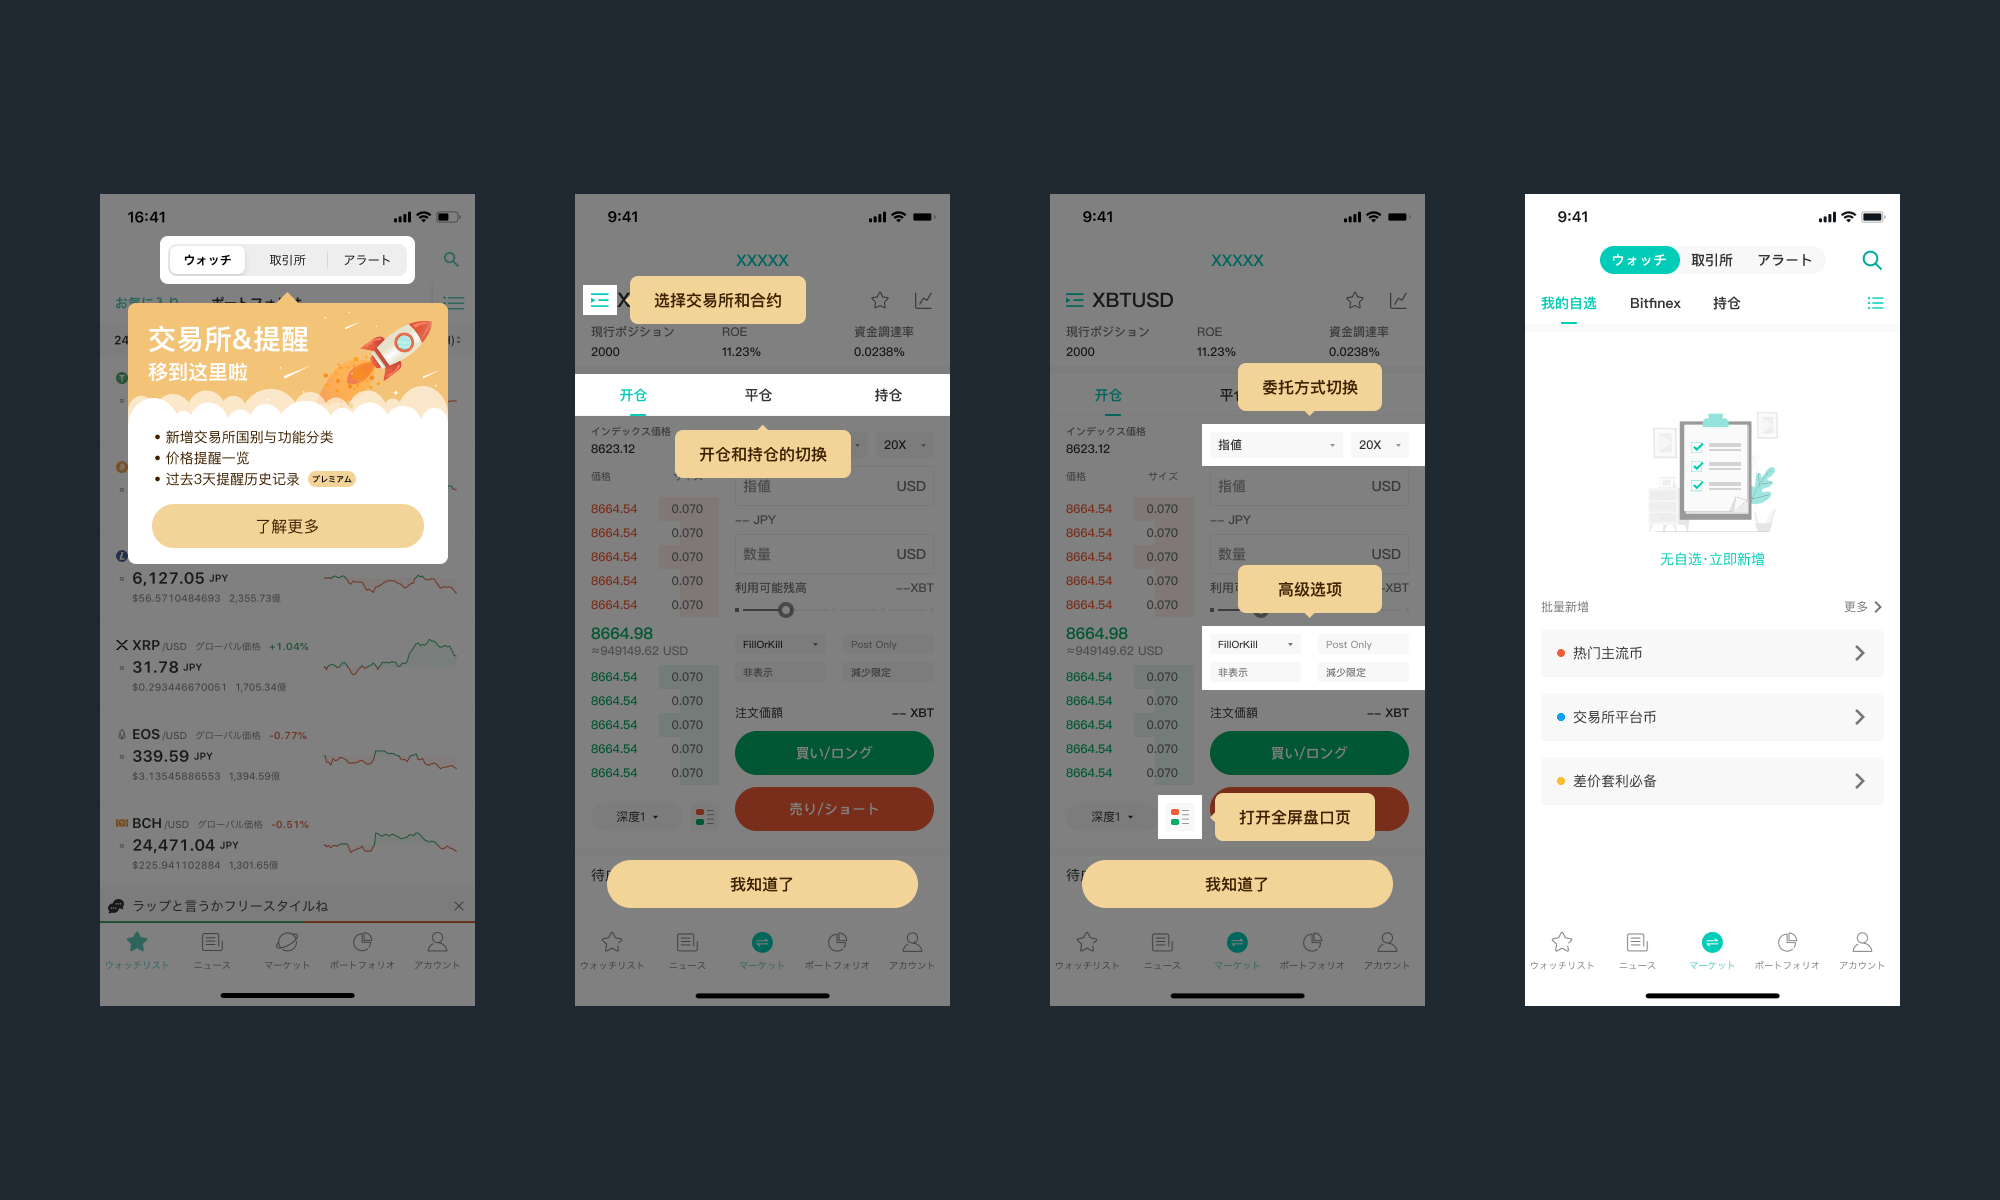 16:41
ウォッチ 取引所 アラート
交易所&提醒
移到这里啦
• 新增交易所国别与功能分类
• 价格提醒一览
• 过去3天提醒历史记录 プレミアム
了解更多
≈ 6,127.05 JPY
$56.5710484693 2,355.73億
XRP /USD グローバル価格 +1.04%
≈ 31.78 JPY
$0.293446670051 1,705.34億
EOS /USD グローバル価格 -0.77%
≈ 339.59 JPY
$3.13545886553 1,394.59億
BCH /USD グローバル価格 -0.51%
≈ 24,471.04 JPY
$225.941102884 1,301.65億
ラップと言うかフリースタイルね
ウォッチリスト ニュース マーケット ポートフォリオ アカウント
9:41
XXXXX
选择交易所和合约
現行ポジション ROE 資金調達率
2000 11.23% 0.0238%
开仓 平仓 持仓
インデックス価格
8623.12
开仓和持仓的切换
20X
価格 サイズ
指値 USD
8664.54 0.070
-- JPY
8664.54 0.070
数量 USD
8664.54 0.070
8664.54 0.070
利用可能残高 --XBT
8664.54 0.070
8664.98
≈949149.62 USD
FillOrKill Post Only
非表示 減少限定
8664.54 0.070
8664.54 0.070
注文価額 -- XBT
8664.54 0.070
8664.54 0.070
買い/ロング
8664.54 0.070
売り/ショート
深度1
我知道了
ウォッチリスト ニュース マーケット ポートフォリオ アカウント
9:41
XXXXX
XBTUSD
現行ポジション ROE 資金調達率
2000 11.23% 0.0238%
委托方式切换
开仓
インデックス価格
8623.12
指値 20X
価格 サイズ
指値 USD
8664.54 0.070
-- JPY
8664.54 0.070
数量 USD
8664.54 0.070
8664.54 0.070
高级选项
--XBT
8664.54 0.070
8664.98
≈949149.62 USD
FillOrKill Post Only
非表示 減少限定
8664.54 0.070
8664.54 0.070
注文価額 -- XBT
8664.54 0.070
8664.54 0.070
買い/ロング
8664.54 0.070
深度1
打开全屏盘口页
我知道了
ウォッチリスト ニュース マーケット ポートフォリオ アカウント
9:41
ウォッチ 取引所 アラート
我的自选 Bitfinex 持仓
无自选·立即新增
批量新增 更多
热门主流币
交易所平台币
差价套利必备
ウォッチリスト ニュース マーケット ポートフォリオ アカウント